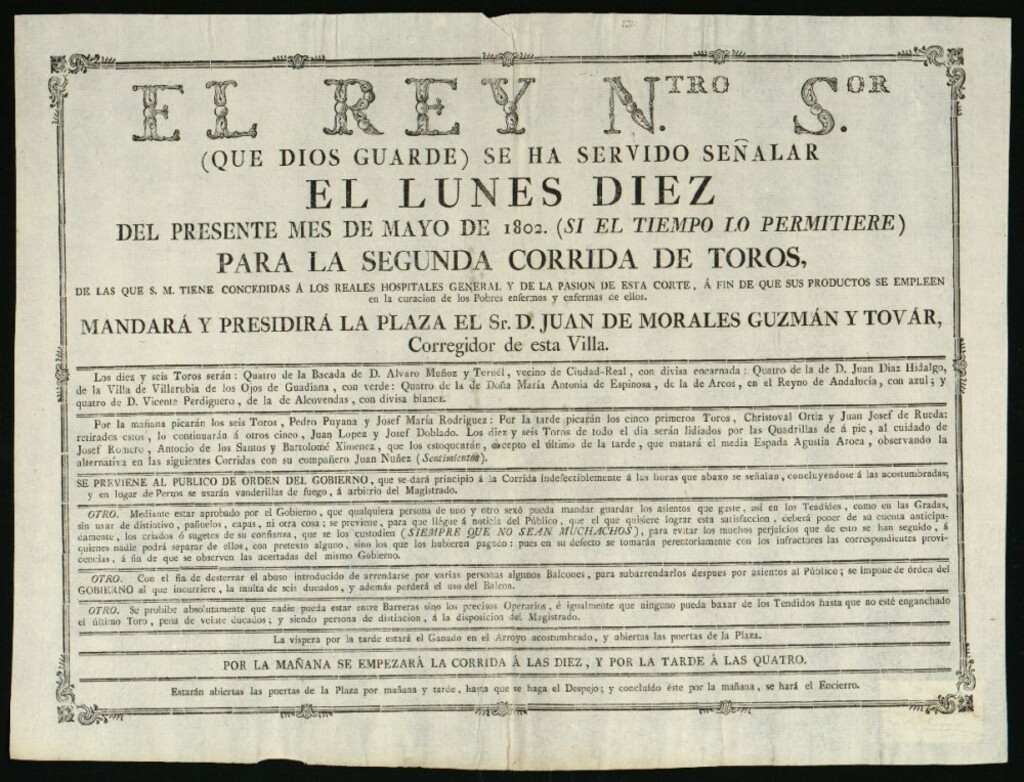 EL REY N.TRO S.OR
(QUE DIOS GUARDE) SE HA SERVIDO SEÑALAR
EL LUNES DIEZ
DEL PRESENTE MES DE MAYO DE 1802. (SI EL TIEMPO LO PERMITIERE)
PARA LA SEGUNDA CORRIDA DE TOROS,
DE LAS QUE S. M. TIENE CONCEDIDAS Á LOS REALES HOSPITALES GENERAL Y DE LA PASION DE ESTA CORTE, Á FIN DE QUE SUS PRODUCTOS SE EMPLEEN
en la curacion de los Pobres enfermos y enfermas de ellos.
MANDARÁ Y PRESIDIRÁ LA PLAZA EL Sr. D. JUAN DE MORALES GUZMÁN Y TOVÁR,
Corregidor de esta Villa.
Los diez y seis Toros serán: Quatro de la Bacada de D. Alvaro Muñoz y Teruél, vecino de Ciudad-Real, con divisa encarnada: Quatro de la de D. Juan Diaz Hidalgo,
de la Villa de Villarubia de los Ojos de Guadiana, con verde: Quatro de la de Doña María Antonia de Espinosa, de la de Arcos, en el Reyno de Andalucía, con azul; y
quatro de D. Vicente Perdiguero, de la de Alcovendas, con divisa blanca.
Por la mañana picarán los seis Toros, Pedro Puyana y Josef María Rodriguez: Por la tarde picarán los cinco primeros Toros, Christoval Ortiz y Juan Josef de Rueda:
retirados estos, lo continuarán á otros cinco, Juan Lopez y Josef Doblado. Los diez y seis Toros de todo el dia serán lidiados por las Quadrillas de á pie, al cuidado de
Josef Romero, Antonio de los Santos y Bartolomé Ximenez, que los estoquearán, excepto el último de la tarde, que matará el media Espada Agustin Aroca, observando la
alternativa en las siguientes Corridas con su compañero Juan Nuñez (Sentimientos).
SE PREVIENE AL PUBLICO DE ORDEN DEL GOBIERNO, que se dará principio á la Corrida indefectiblemente á las horas que abaxo se señalan, concluyendose á las acostumbradas;
y en lugar de Perros se usarán vanderillas de fuego, á arbitrio del Magistrado.
OTRO. Mediante estar aprobado por el Gobierno, que qualquiera persona de uno y otro sexô pueda mandar guardar los asientos que guste, así en los Tendidos, como en las Gradas,
sin usar de distintivo, pañuelos, capas, ni otra cosa; se previene, para que llegue á noticia del Público, que el que quisiere lograr esta satisfaccion, deberá poner de su cuenta anticipa-
damente, los criados ó sugetos de su confianza, que se los custodien (SIEMPRE QUE NO SEAN MUCHACHOS), para evitar los muchos perjuicios que de esto se han seguido, á
quienes nadie podrá separar de ellos, con pretexto alguno, sino los que los hubieren pagado: pues en su defecto se tomarán perentoriamente con los infractores las correspondientes provi-
cencias, á fin de que se observen las acertadas del mismo Gobierno.
OTRO. Con el fin de desterrar el abuso introducido de arrendarse por varias personas algunos Balcones, para subarrendarlos despues por asientos al Público; se impone de órden del
GOBIERNO al que incurriere, la multa de seis ducados, y además perderá el uso del Balcon.
OTRO. Se prohibe absolutamente que nadie pueda estar entre Barreras sino los precisos Operarios, é igualmente que ninguno pueda baxar de los Tendidos hasta que no esté enganchado
el último Toro, pena de veinte ducados; y siendo persona de distincion, á la disposicion del Magistrado.
La vispera por la tarde estará el Ganado en el Arroyo acostumbrado, y abiertas las puertas de la Plaza.
POR LA MAÑANA SE EMPEZARÁ LA CORRIDA Á LAS DIEZ, Y POR LA TARDE Á LAS QUATRO.
Estarán abiertas las puertas de la Plaza por mañana y tarde, hasta que se haga el Despejo; y concluído éste por la mañana, se hará el Encierro.